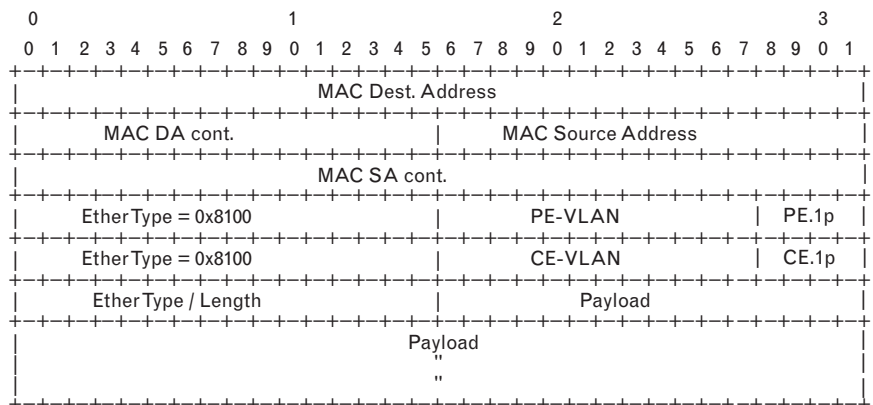 0 1 2 3
0 1 2 3 4 5 6 7 8 9 0 1 2 3 4 5 6 7 8 9 0 1 2 3 4 5 6 7 8 9 0 1
+-+-+-+-+-+-+-+-+-+-+-+-+-+-+-+-+-+-+-+-+-+-+-+-+-+-+-+-+-+-+-+-+
| MAC Dest. Address |
+-+-+-+-+-+-+-+-+-+-+-+-+-+-+-+-+-+-+-+-+-+-+-+-+-+-+-+-+-+-+-+-+
| MAC DA cont. | MAC Source Address |
+-+-+-+-+-+-+-+-+-+-+-+-+-+-+-+-+-+-+-+-+-+-+-+-+-+-+-+-+-+-+-+-+
| MAC SA cont. |
+-+-+-+-+-+-+-+-+-+-+-+-+-+-+-+-+-+-+-+-+-+-+-+-+-+-+-+-+-+-+-+-+
| EtherType = 0x8100 | PE-VLAN | PE.1p |
+-+-+-+-+-+-+-+-+-+-+-+-+-+-+-+-+-+-+-+-+-+-+-+-+-+-+-+-+-+-+-+-+
| EtherType = 0x8100 | CE-VLAN | CE.1p |
+-+-+-+-+-+-+-+-+-+-+-+-+-+-+-+-+-+-+-+-+-+-+-+-+-+-+-+-+-+-+-+-+
| EtherType / Length | Payload |
+-+-+-+-+-+-+-+-+-+-+-+-+-+-+-+-+-+-+-+-+-+-+-+-+-+-+-+-+-+-+-+-+
| Payload |
| " |
| " |
+-+-+-+-+-+-+-+-+-+-+-+-+-+-+-+-+-+-+-+-+-+-+-+-+-+-+-+-+-+-+-+-+